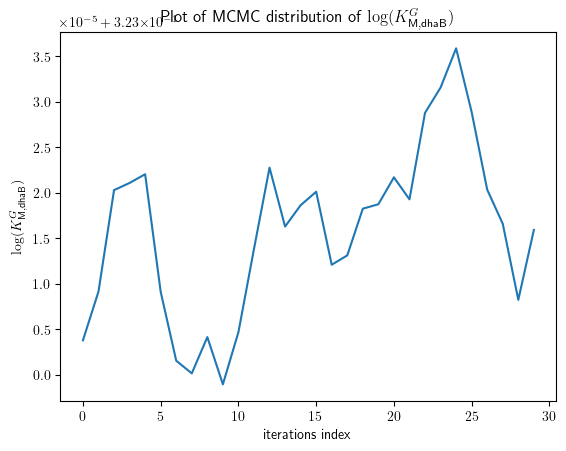 ×10⁻⁵ + 3.23×10
Plot of MCMC distribution of log(K^G_M,dhaB)
3.5
3.0
2.5
2.0
1.5
1.0
0.5
0.0
log(K^G_M,dhaB)
0 5 10 15 20 25 30
iterations index